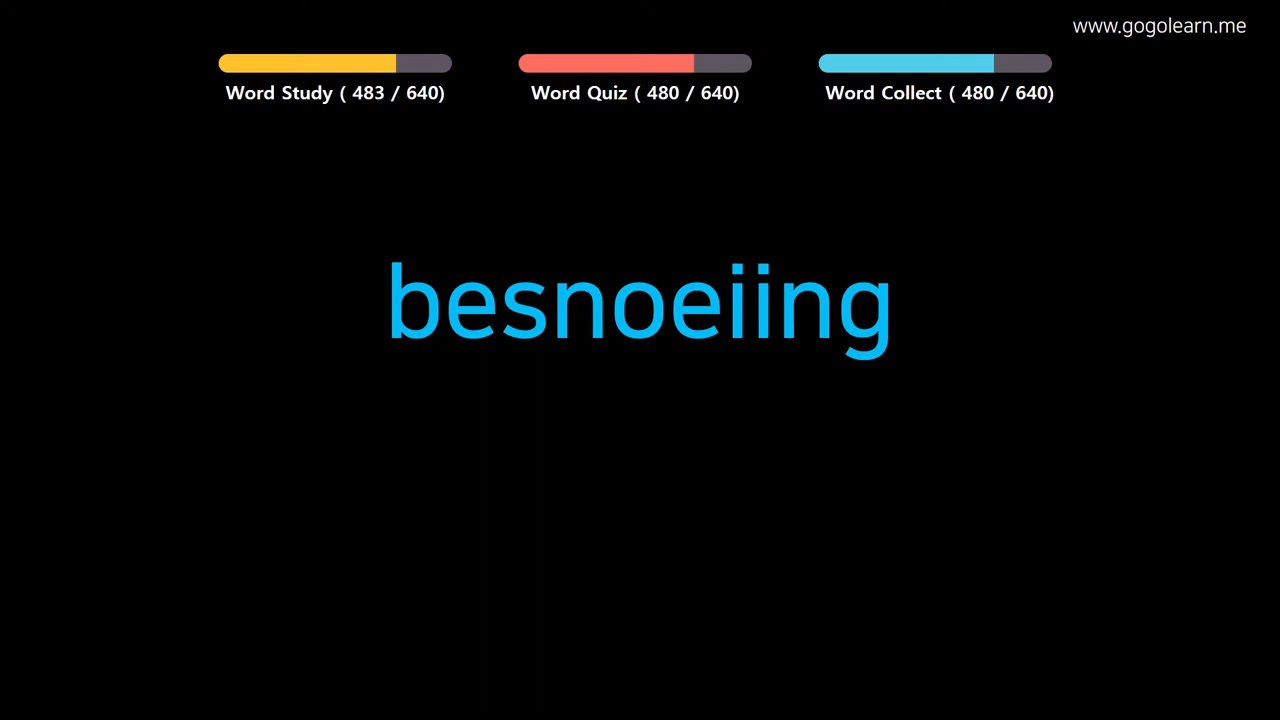 www.gogolearn.me
Word Study ( 483 / 640)
Word Quiz ( 480 / 640)
Word Collect ( 480 / 640)
besnoeiing